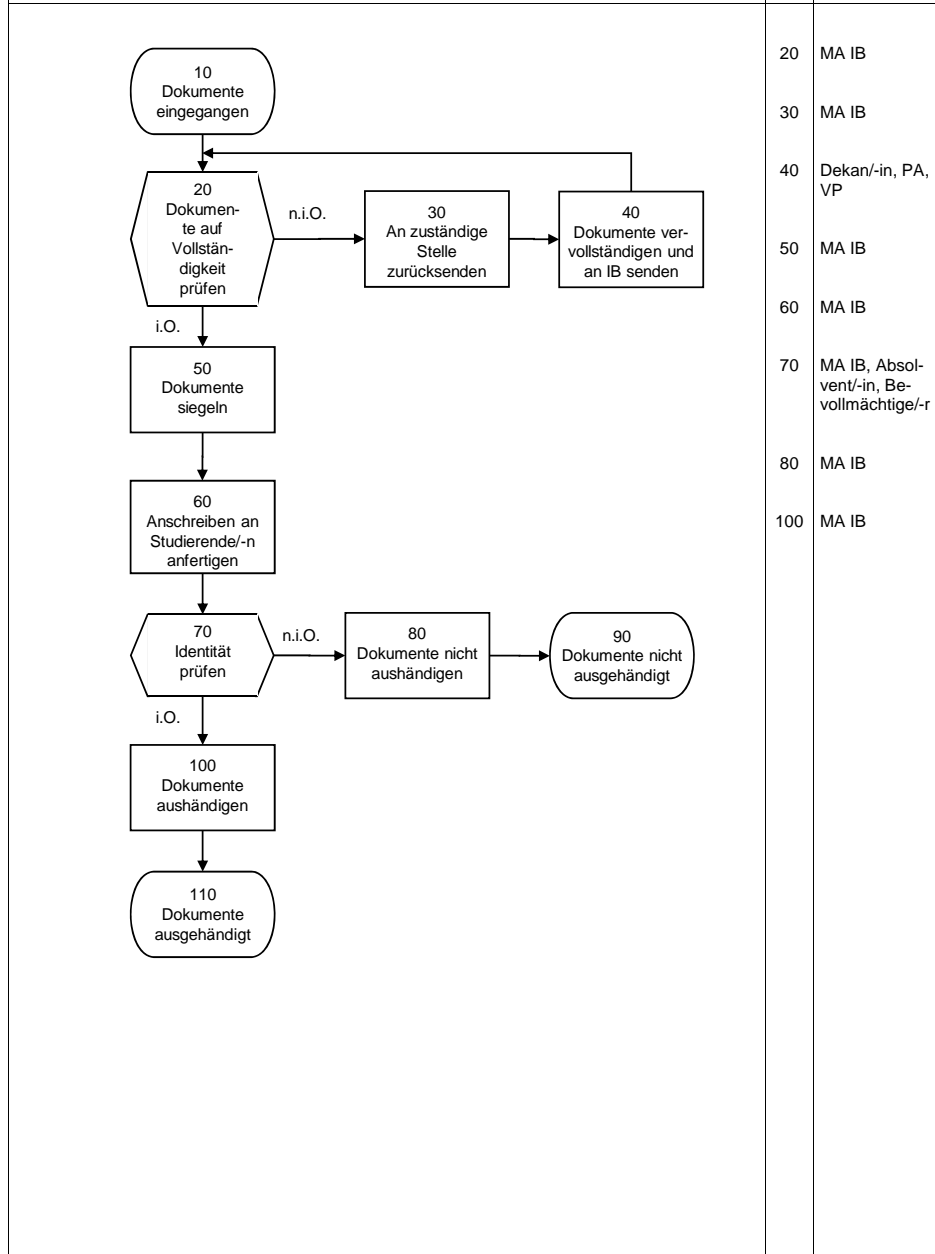 10
Dokumente
eingegangen
20
Dokumen-
te auf
Vollstän-
digkeit
prüfen
n.i.O.
30
An zuständige
Stelle
zurücksenden
40
Dokumente ver-
vollständigen und
an IB senden
i.O.
50
Dokumente
siegeln
60
Anschreiben an
Studierende/-n
anfertigen
70
Identität
prüfen
n.i.O.
80
Dokumente nicht
aushändigen
90
Dokumente nicht
ausgehändigt
i.O.
100
Dokumente
aushändigen
110
Dokumente
ausgehändigt
20 MA IB
30 MA IB
40 Dekan/-in, PA,
VP
50 MA IB
60 MA IB
70 MA IB, Absol-
vent/-in, Be-
vollmächtige/-r
80 MA IB
100 MA IB